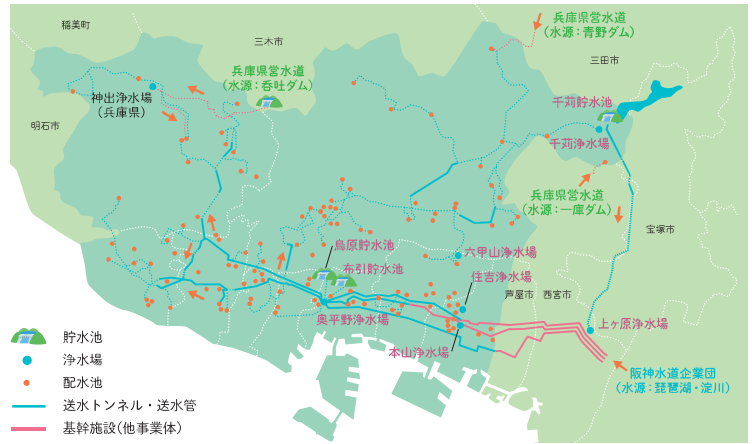 稲美町
三木市
兵庫県営水道
(水源：青野ダム)
三田市
兵庫県営水道
(水源：呑吐ダム)
神出浄水場
(兵庫県)
明石市
千苅貯水池
千苅浄水場
兵庫県営水道
(水源：一庫ダム)
宝塚市
烏原貯水池
布引貯水池
六甲山浄水場
住吉浄水場
芦屋市
西宮市
奥平野浄水場
本山浄水場
上ヶ原浄水場
阪神水道企業団
(水源：琵琶湖・淀川)
貯水池
浄水場
配水池
送水トンネル・送水管
基幹施設(他事業体)